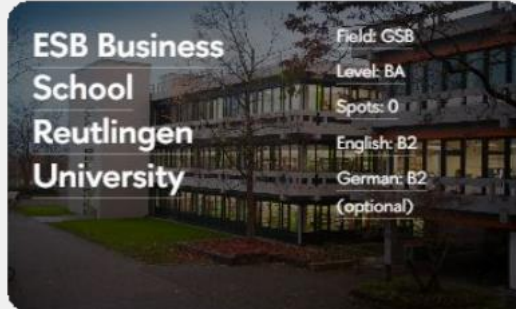 ESB Business
School
Reutlingen
University
Field: GSB
Level: BA
Spots: 0
English: B2
German: B2
(optional)